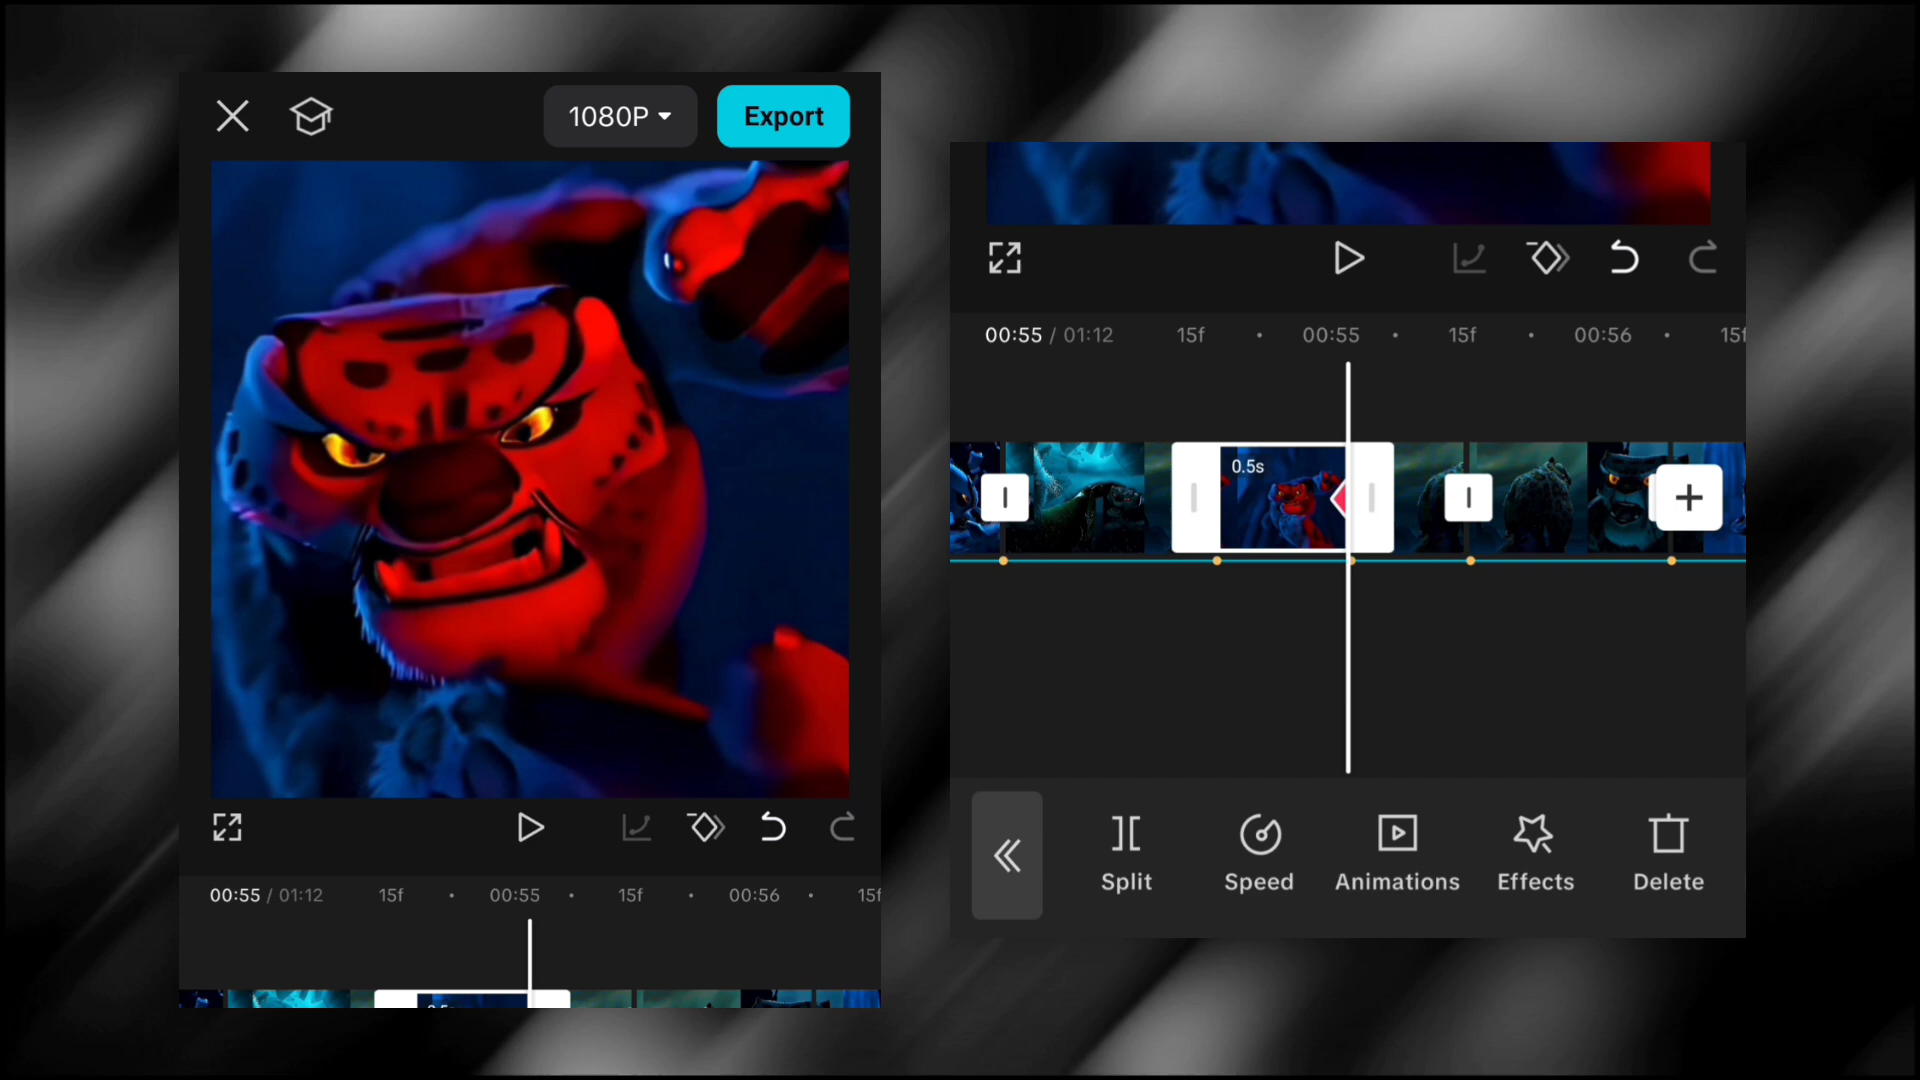 1080P
Export
00:55 / 01:12 15f 00:55 15f 00:56 15f
00:55 / 01:12 15f 00:55 15f 00:56 15f
0.5s
Split Speed Animations Effects Delete